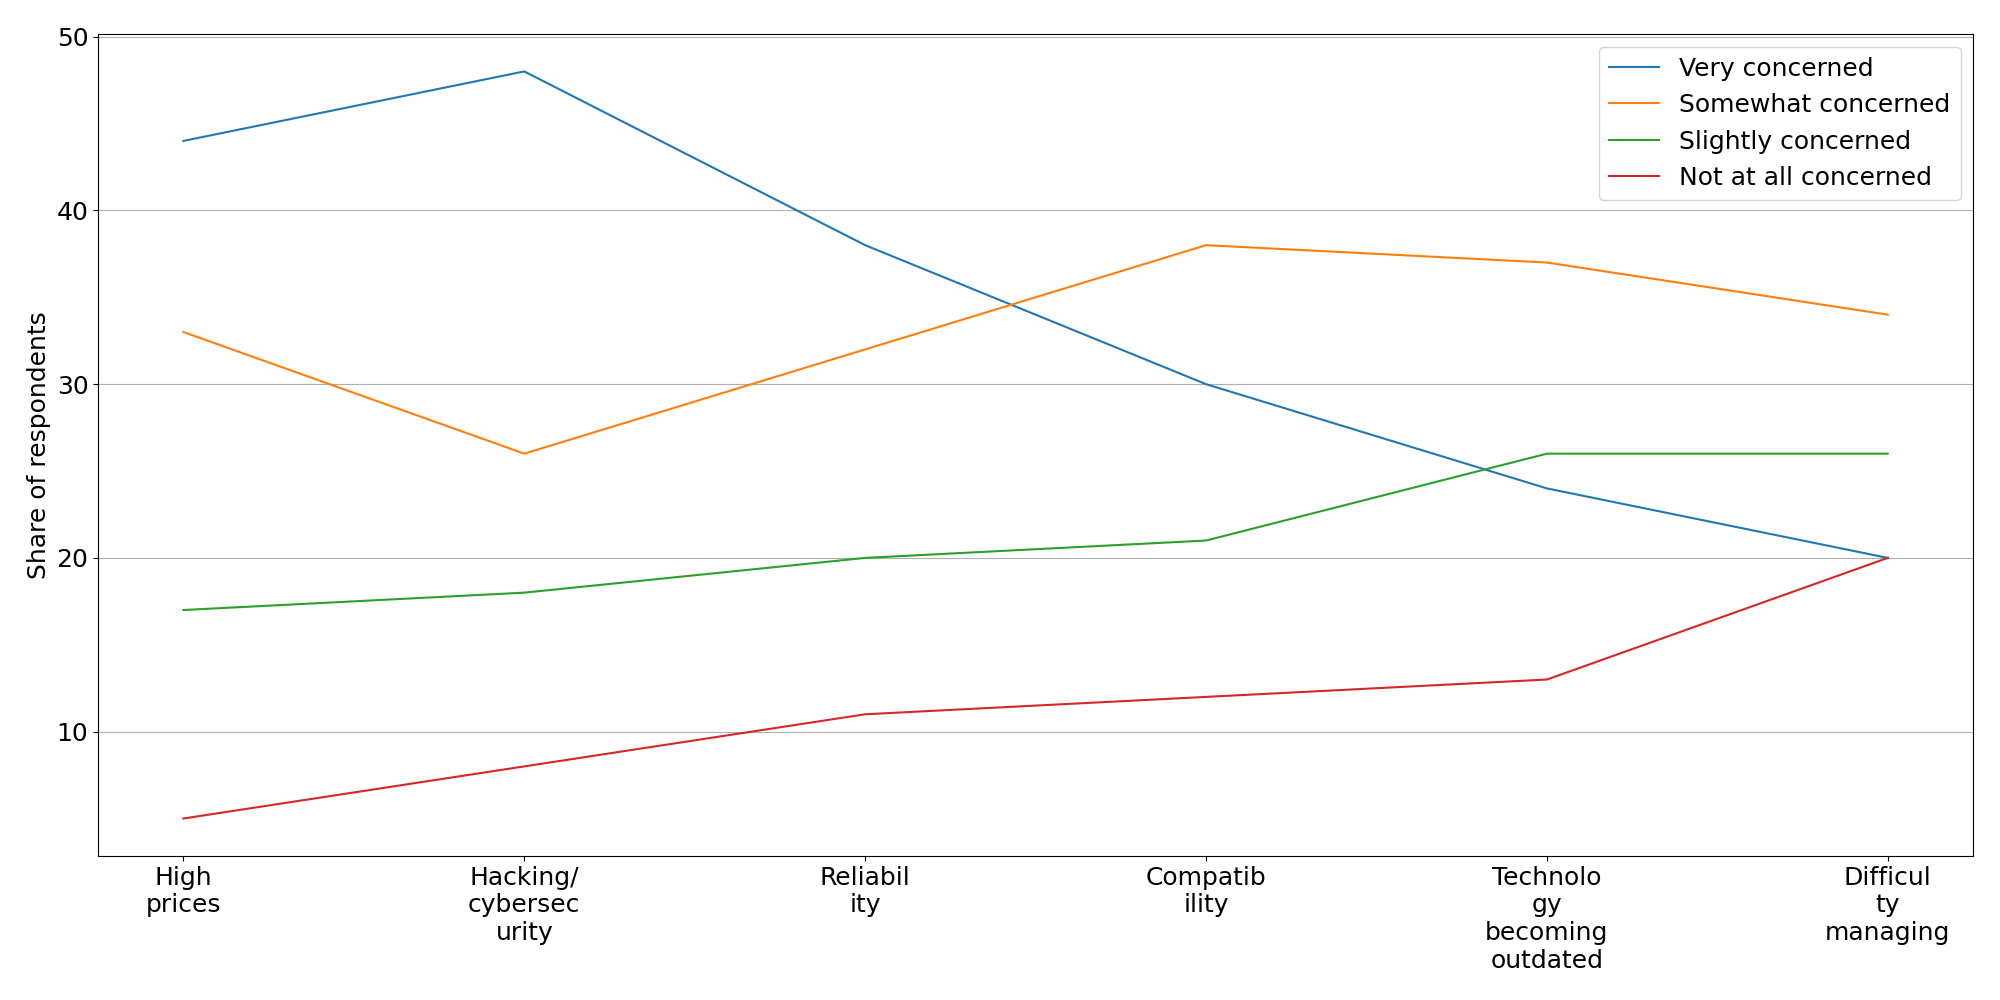 50
40
30
20
10
Share of respondents
Very concerned
Somewhat concerned
Slightly concerned
Not at all concerned
High
prices
Hacking/
cybersec
urity
Reliabil
ity
Compatib
ility
Technolo
gy
becoming
outdated
Difficul
ty
managing